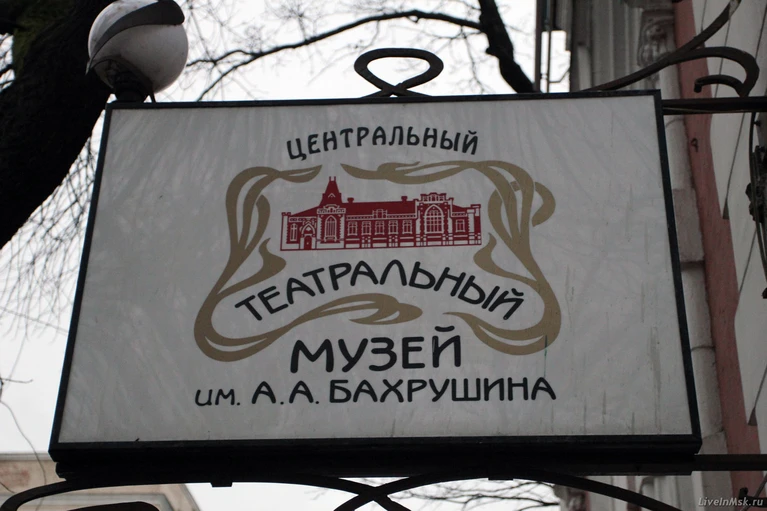 ЦЕНТРАЛЬНЫЙ
ТЕАТРАЛЬНЫЙ
МУЗЕЙ
им. А.А. БАХРУШИНА
LiveInMsk.ru